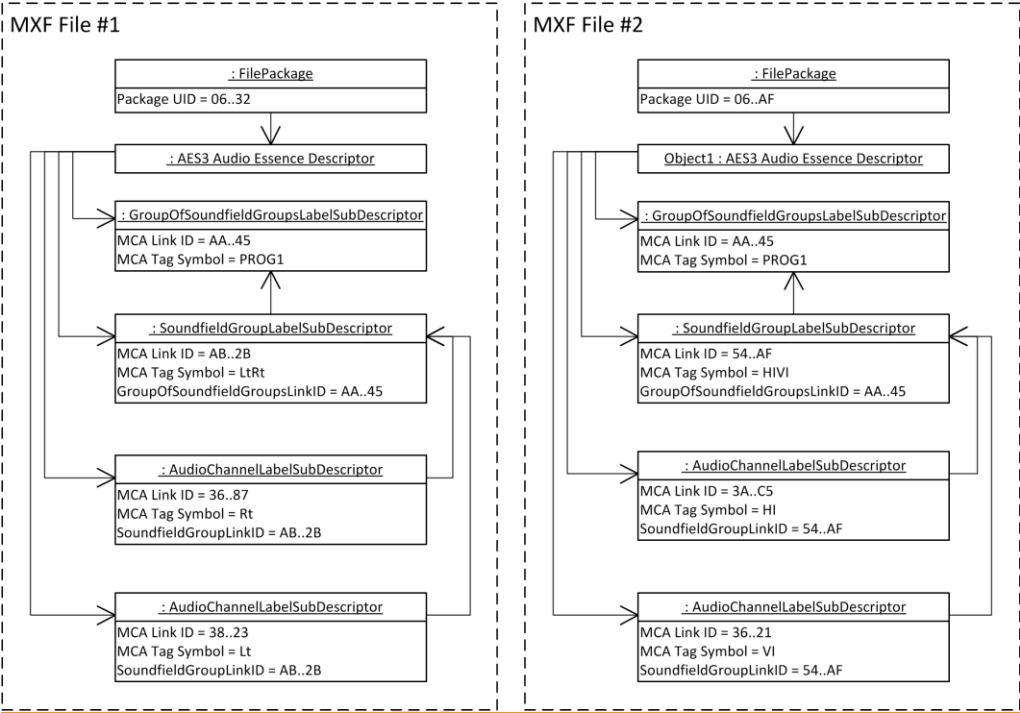 MXF File #1
: FilePackage
Package UID = 06..32
: AES3 Audio Essence Descriptor
: GroupOfSoundfieldGroupsLabelSubDescriptor
MCA Link ID = AA..45
MCA Tag Symbol = PROG1
: SoundfieldGroupLabelSubDescriptor
MCA Link ID = AB..2B
MCA Tag Symbol = LtRt
GroupOfSoundfieldGroupsLinkID = AA..45
: AudioChannelLabelSubDescriptor
MCA Link ID = 36..87
MCA Tag Symbol = Rt
SoundfieldGroupLinkID = AB..2B
: AudioChannelLabelSubDescriptor
MCA Link ID = 38..23
MCA Tag Symbol = Lt
SoundfieldGroupLinkID = AB..2B
MXF File #2
: FilePackage
Package UID = 06..AF
Object1 : AES3 Audio Essence Descriptor
: GroupOfSoundfieldGroupsLabelSubDescriptor
MCA Link ID = AA..45
MCA Tag Symbol = PROG1
: SoundfieldGroupLabelSubDescriptor
MCA Link ID = 54..AF
MCA Tag Symbol = HIVI
GroupOfSoundfieldGroupsLinkID = AA..45
: AudioChannelLabelSubDescriptor
MCA Link ID = 3A..C5
MCA Tag Symbol = HI
SoundfieldGroupLinkID = 54..AF
: AudioChannelLabelSubDescriptor
MCA Link ID = 36..21
MCA Tag Symbol = VI
SoundfieldGroupLinkID = 54..AF